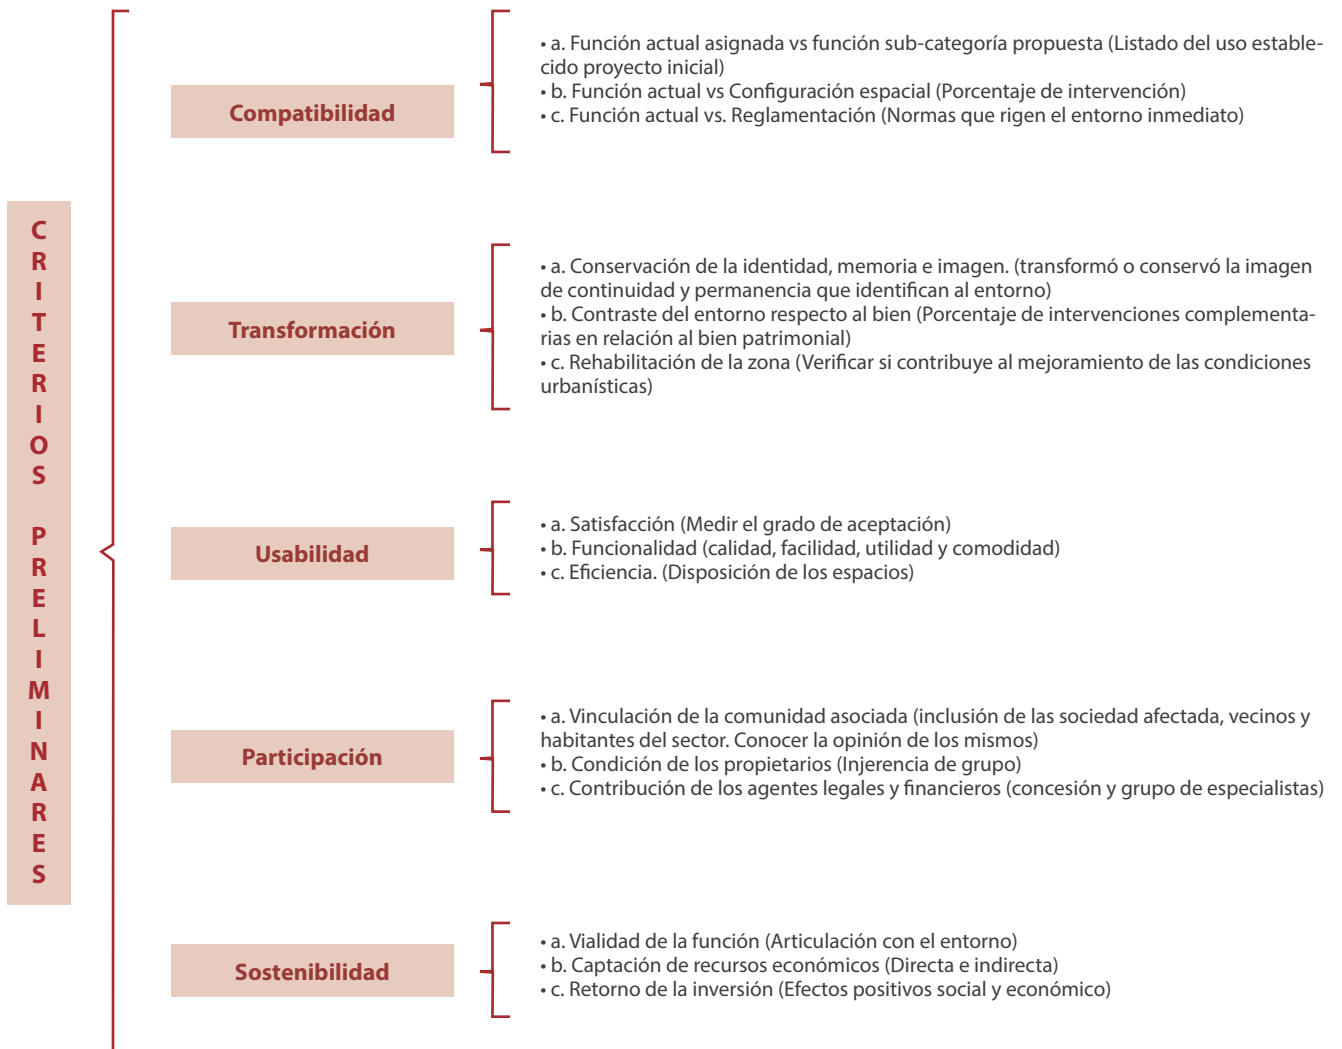 CRITERIOS PRELIMINARES
Compatibilidad
• a. Función actual asignada vs función sub-categoría propuesta (Listado del uso estable-
cido proyecto inicial)
• b. Función actual vs Configuración espacial (Porcentaje de intervención)
• c. Función actual vs. Reglamentación (Normas que rigen el entorno inmediato)
Transformación
• a. Conservación de la identidad, memoria e imagen. (transformó o conservó la imagen
de continuidad y permanencia que identifican al entorno)
• b. Contraste del entorno respecto al bien (Porcentaje de intervenciones complementa-
rias en relación al bien patrimonial)
• c. Rehabilitación de la zona (Verificar si contribuye al mejoramiento de las condiciones
urbanísticas)
Usabilidad
• a. Satisfacción (Medir el grado de aceptación)
• b. Funcionalidad (calidad, facilidad, utilidad y comodidad)
• c. Eficiencia. (Disposición de los espacios)
Participación
• a. Vinculación de la comunidad asociada (inclusión de las sociedad afectada, vecinos y
habitantes del sector. Conocer la opinión de los mismos)
• b. Condición de los propietarios (Injerencia de grupo)
• c. Contribución de los agentes legales y financieros (concesión y grupo de especialistas)
Sostenibilidad
• a. Vialidad de la función (Articulación con el entorno)
• b. Captación de recursos económicos (Directa e indirecta)
• c. Retorno de la inversión (Efectos positivos social y económico)